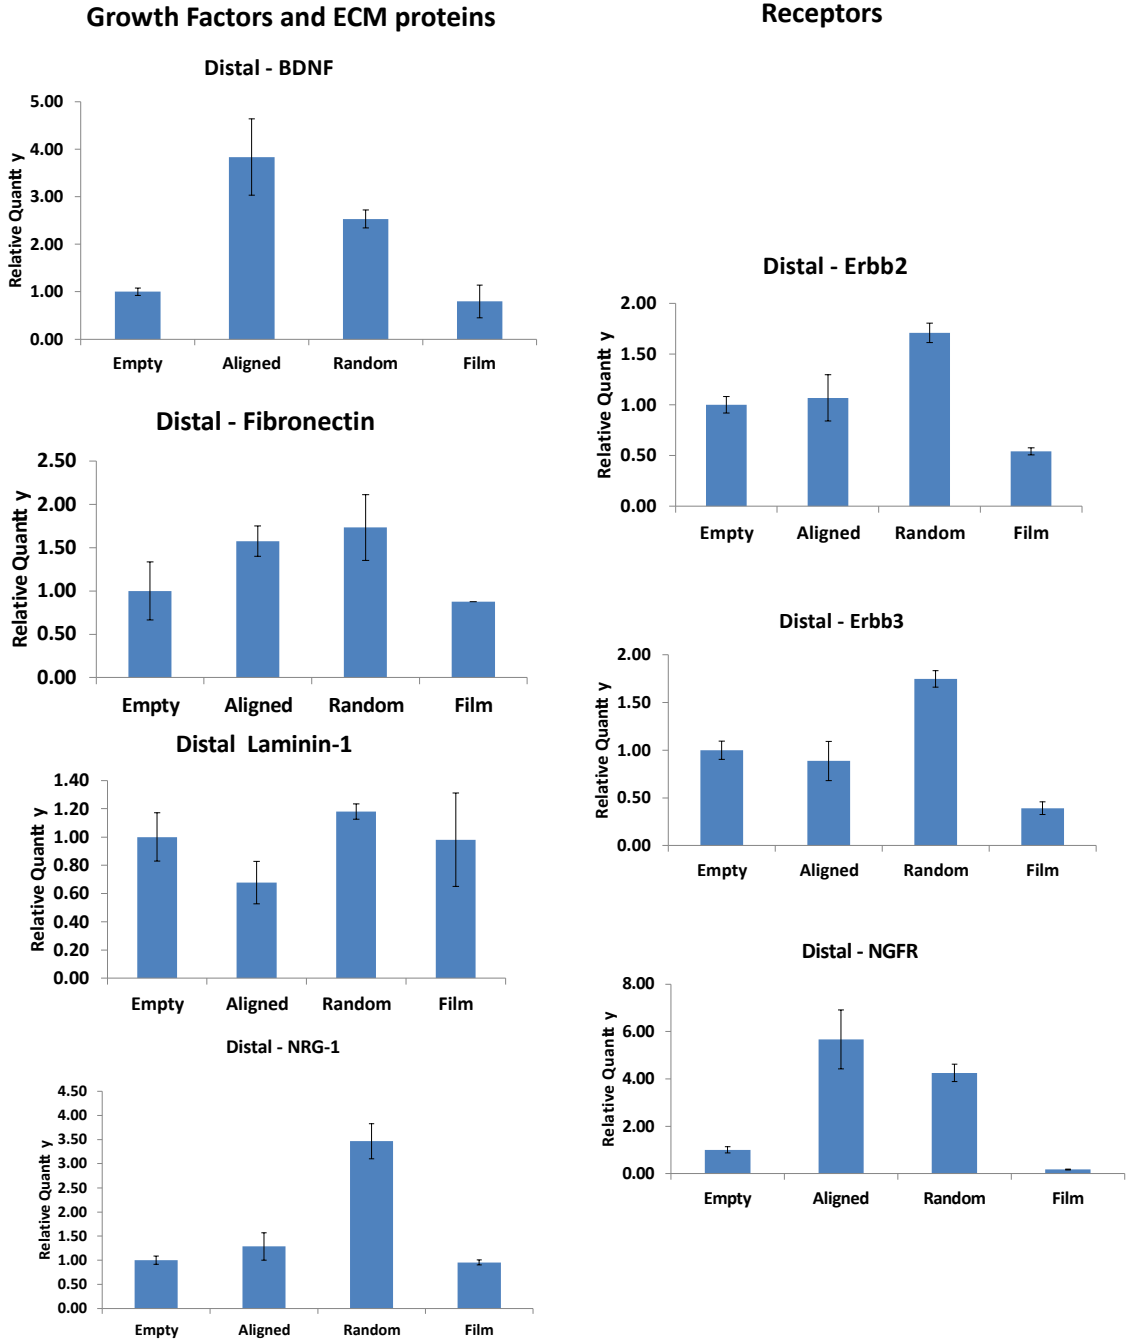 Growth Factors and ECM proteins
Distal - BDNF
Relative Quantt y
5.00
4.00
3.00
2.00
1.00
0.00
Empty Aligned Random Film
Distal - Fibronectin
Relative Quantt y
2.50
2.00
1.50
1.00
0.50
0.00
Empty Aligned Random Film
Distal Laminin-1
Relative Quantt y
1.40
1.20
1.00
0.80
0.60
0.40
0.20
0.00
Empty Aligned Random Film
Distal - NRG-1
Relative Quantt y
4.50
4.00
3.50
3.00
2.50
2.00
1.50
1.00
0.50
0.00
Empty Aligned Random Film
Receptors
Distal - Erbb2
Relative Quantt y
2.00
1.50
1.00
0.50
0.00
Empty Aligned Random Film
Distal - Erbb3
Relative Quantt y
2.00
1.50
1.00
0.50
0.00
Empty Aligned Random Film
Distal - NGFR
Relative Quantt y
8.00
6.00
4.00
2.00
0.00
Empty Aligned Random Film